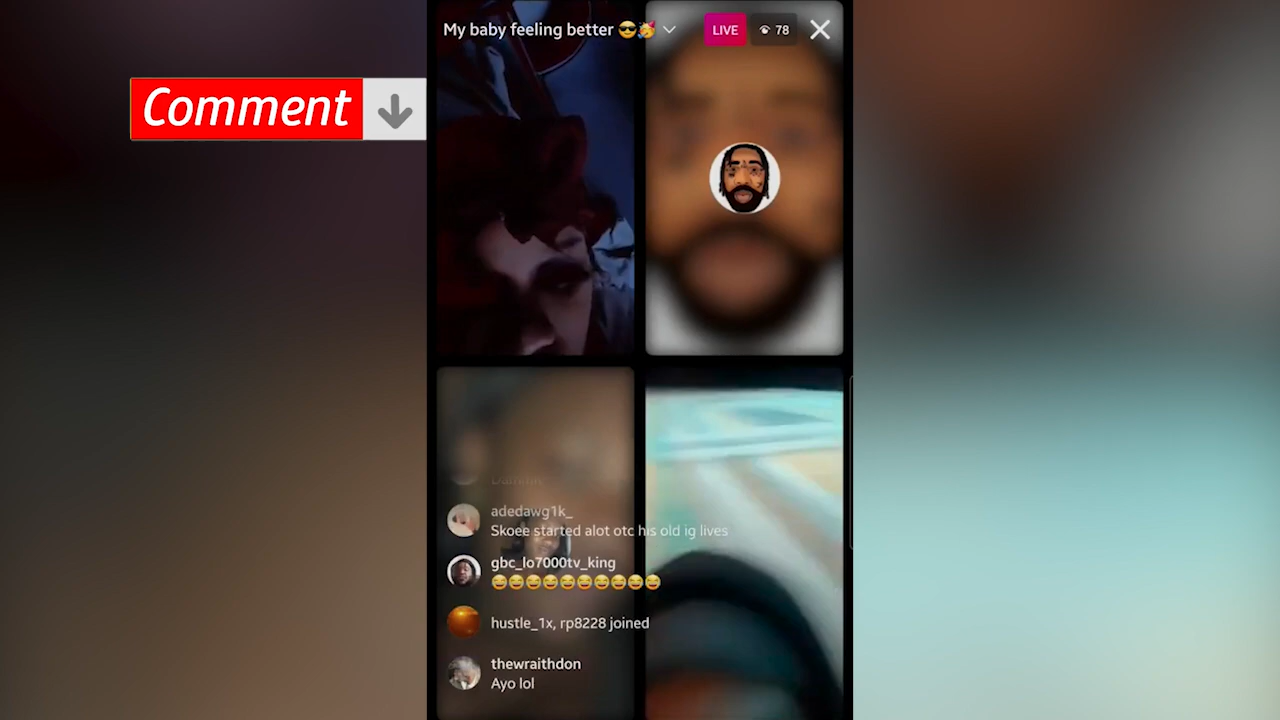 My baby feeling better 😎🥳
LIVE
78
Comment
adedawg1k_
Skoee started alot otc his old ig lives
gbc_lo7000tv_king
😂😂😂😂😂😂😂😂😂😂
hustle_1x, rp8228 joined
thewraithdon
Ayo lol